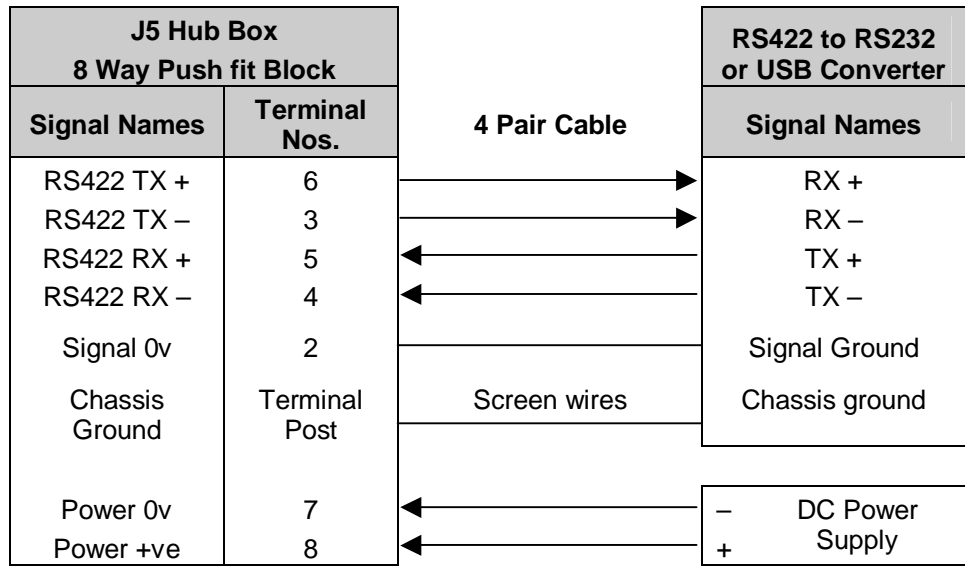 J5 Hub Box
8 Way Push fit Block
RS422 to RS232
or USB Converter
Signal Names
Terminal
Nos.
4 Pair Cable
Signal Names
RS422 TX + 6 RX +
RS422 TX – 3 RX –
RS422 RX + 5 TX +
RS422 RX – 4 TX –
Signal 0v 2 Signal Ground
Chassis
Ground
Terminal
Post
Screen wires
Chassis ground
Power 0v 7 – DC Power
Power +ve 8 + Supply